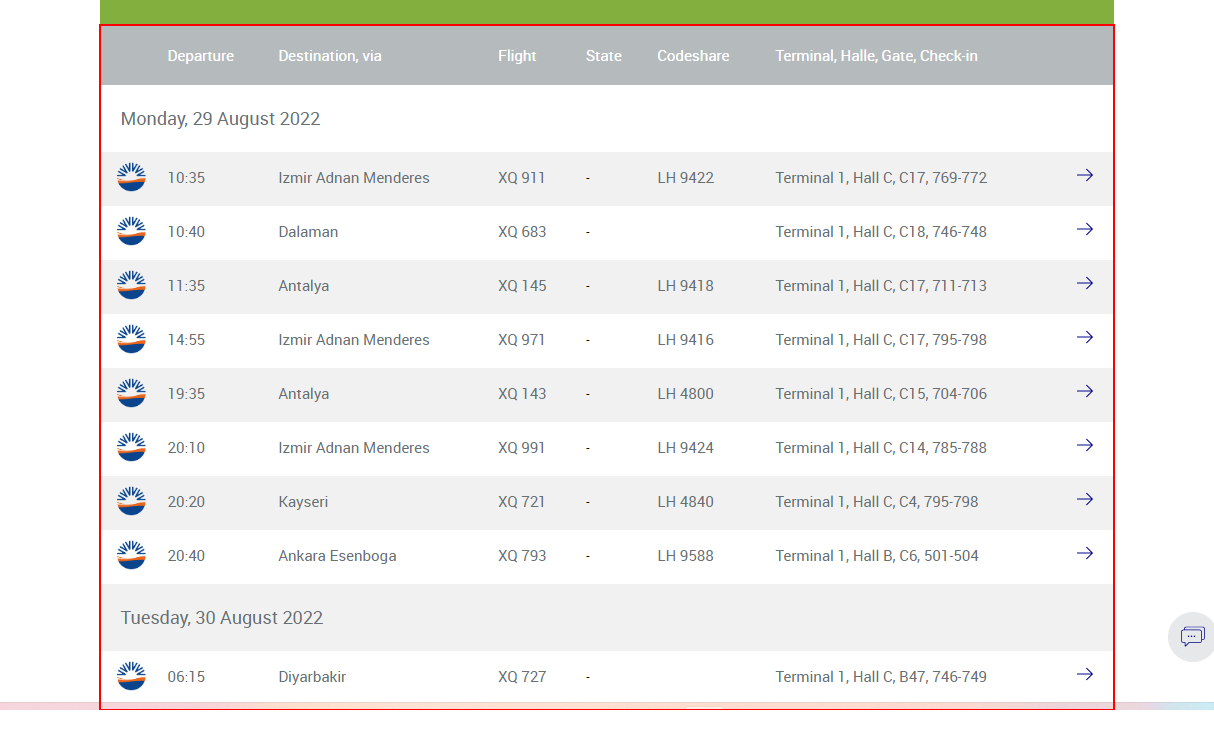 Departure Destination, via Flight State Codeshare Terminal, Halle, Gate, Check-in
Monday, 29 August 2022
10:35 Izmir Adnan Menderes XQ 911 - LH 9422 Terminal 1, Hall C, C17, 769-772
10:40 Dalaman XQ 683 - Terminal 1, Hall C, C18, 746-748
11:35 Antalya XQ 145 - LH 9418 Terminal 1, Hall C, C17, 711-713
14:55 Izmir Adnan Menderes XQ 971 - LH 9416 Terminal 1, Hall C, C17, 795-798
19:35 Antalya XQ 143 - LH 4800 Terminal 1, Hall C, C15, 704-706
20:10 Izmir Adnan Menderes XQ 991 - LH 9424 Terminal 1, Hall C, C14, 785-788
20:20 Kayseri XQ 721 - LH 4840 Terminal 1, Hall C, C4, 795-798
20:40 Ankara Esenboga XQ 793 - LH 9588 Terminal 1, Hall B, C6, 501-504
Tuesday, 30 August 2022
06:15 Diyarbakir XQ 727 - Terminal 1, Hall C, B47, 746-749